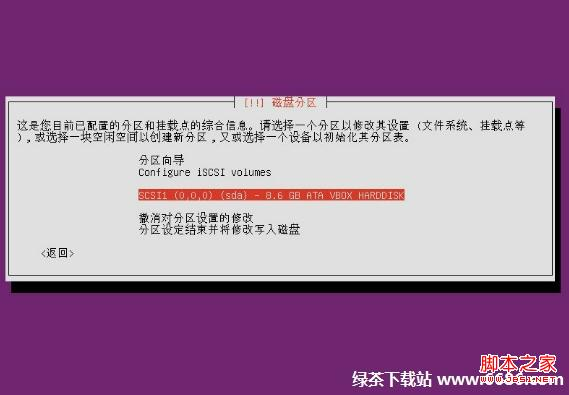 [!!] 磁盘分区
这是您目前已配置的分区和挂载点的综合信息。请选择一个分区以修改其设置（文件系统、挂载点等
），或选择一块空闲空间以创建新分区，又或选择一个设备以初始化其分区表。
分区向导
Configure iSCSI volumes
SCSI1 (0,0,0) (sda) - 8.6 GB ATA VBOX HARDDISK
撤消对分区设置的修改
分区设定结束并将修改写入磁盘
<返回>
脚本之家
www.jb51.net
绿茶下载站